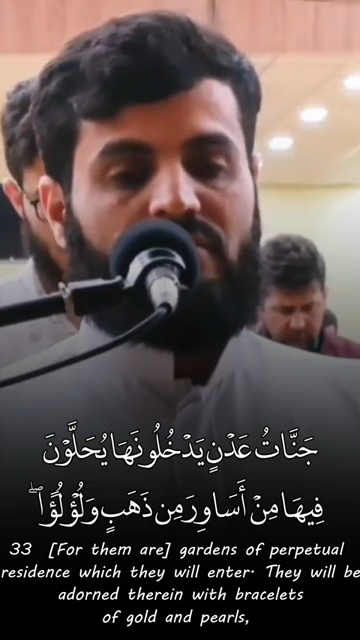 جَنَّاتُ عَدْنٍ يَدْخُلُونَهَا يُحَلَّوْنَ
فِيهَا مِنْ أَسَاوِرَ مِن ذَهَبٍ وَلُؤْلُؤًا ۖ
33 [For them are] gardens of perpetual
residence which they will enter. They will be
adorned therein with bracelets
of gold and pearls,